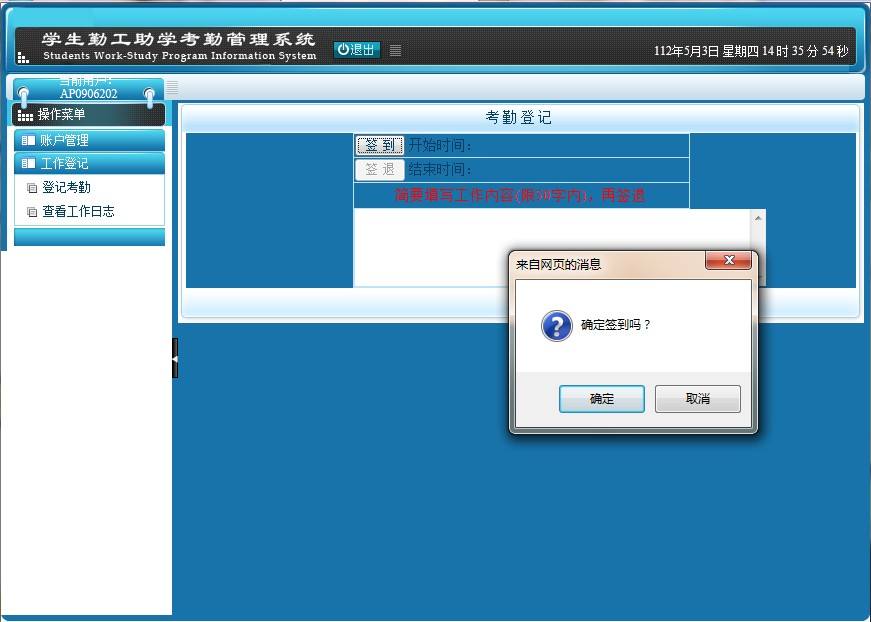 学生勤工助学考勤管理系统
Students Work-Study Program Information System
退出
112年5月3日 星期四 14 时 35 分 54 秒
当前用户：
AP0906202
操作菜单
账户管理
工作登记
登记考勤
查看工作日志
考勤登记
签 到 开始时间：
签 退 结束时间：
简要填写工作内容(限30字内)，再签退
来自网页的消息
确定签到吗？
确定
取消